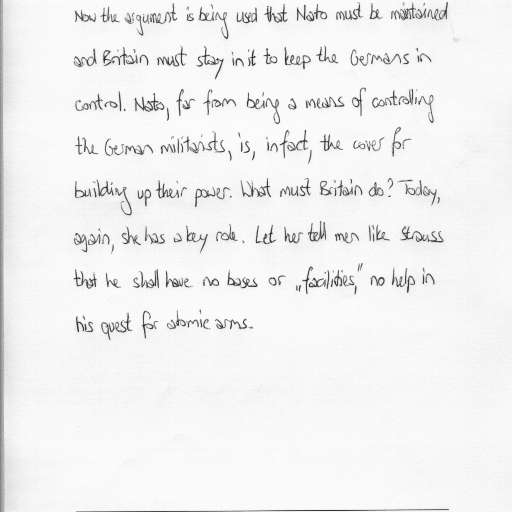 Now the argument is being used that Nato must be maintained
and Britain must stay in it to keep the Germans in
control. Nato, far from being a means of controlling
the German militarists, is, in fact, the cover for
building up their power. What must Britain do? Today,
again, she has a key role. Let her tell men like Strauss
that he shall have no bases or „facilities,” no help in
his quest for atomic arms.